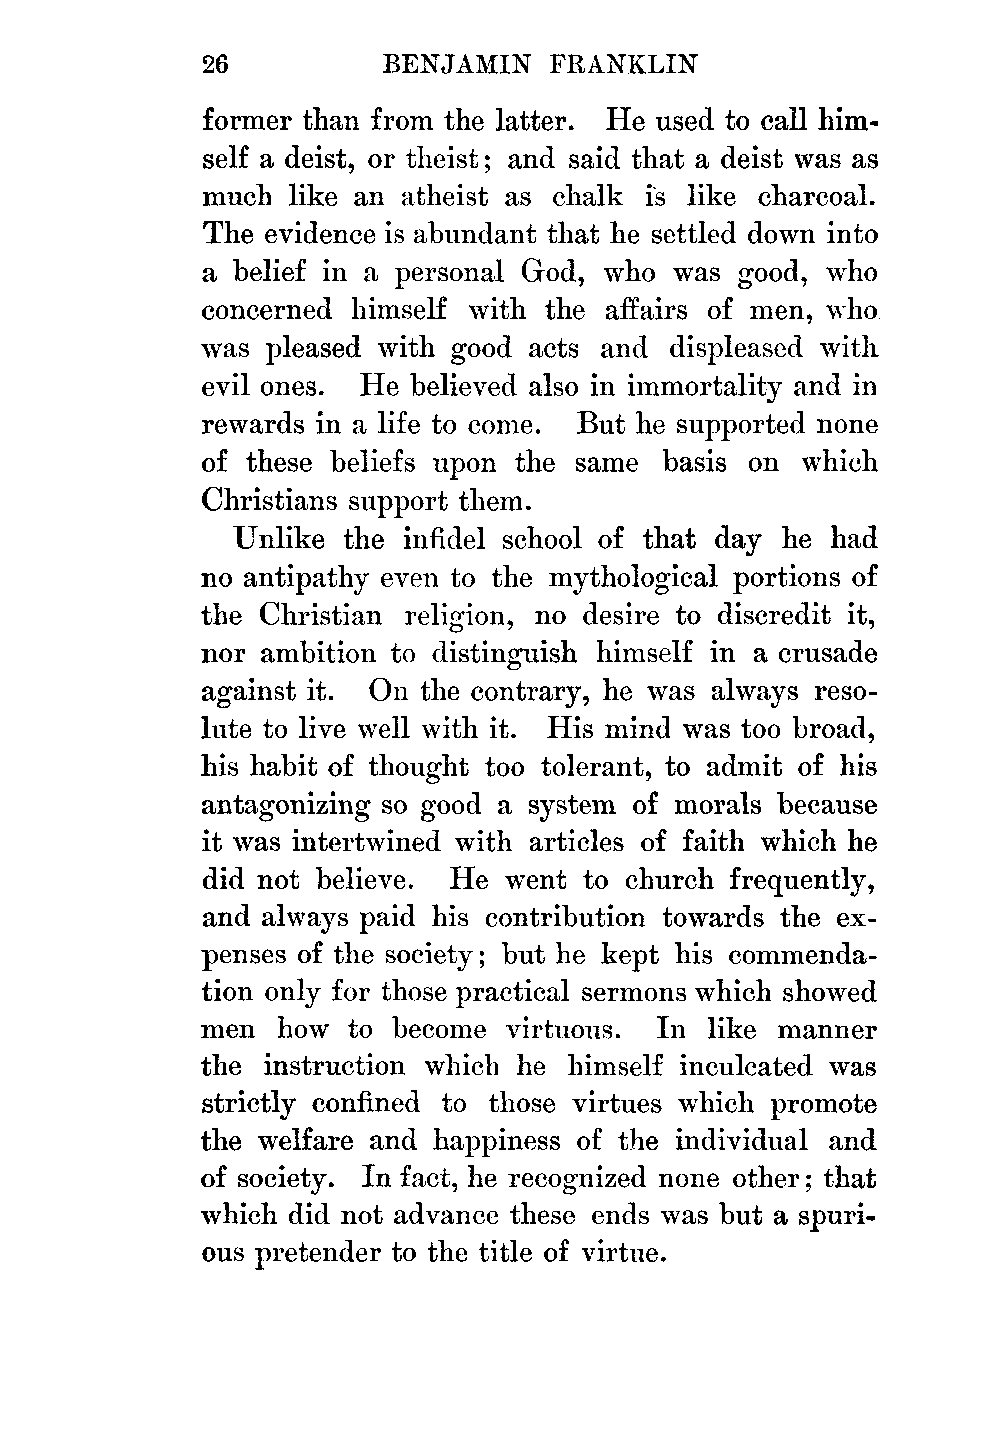 26 BENJAMIN FRANKLIN
former than from the latter. He used to call him-
self a deist, or theist; and said that a deist was as
much like an atheist as chalk is like charcoal.
The evidence is abundant that he settled down into
a belief in a personal God, who was good, who
concerned himself with the affairs of men, who
was pleased with good acts and displeased with
evil ones. He believed also in immortality and in
rewards in a life to come. But he supported none
of these beliefs upon the same basis on which
Christians support them.
Unlike the infidel school of that day he had
no antipathy even to the mythological portions of
the Christian religion, no desire to discredit it,
nor ambition to distinguish himself in a crusade
against it. On the contrary, he was always reso-
lute to live well with it. His mind was too broad,
his habit of thought too tolerant, to admit of his
antagonizing so good a system of morals because
it was intertwined with articles of faith which he
did not believe. He went to church frequently,
and always paid his contribution towards the ex-
penses of the society; but he kept his commenda-
tion only for those practical sermons which showed
men how to become virtuous. In like manner
the instruction which he himself inculcated was
strictly confined to those virtues which promote
the welfare and happiness of the individual and
of society. In fact, he recognized none other; that
which did not advance these ends was but a spuri-
ous pretender to the title of virtue.